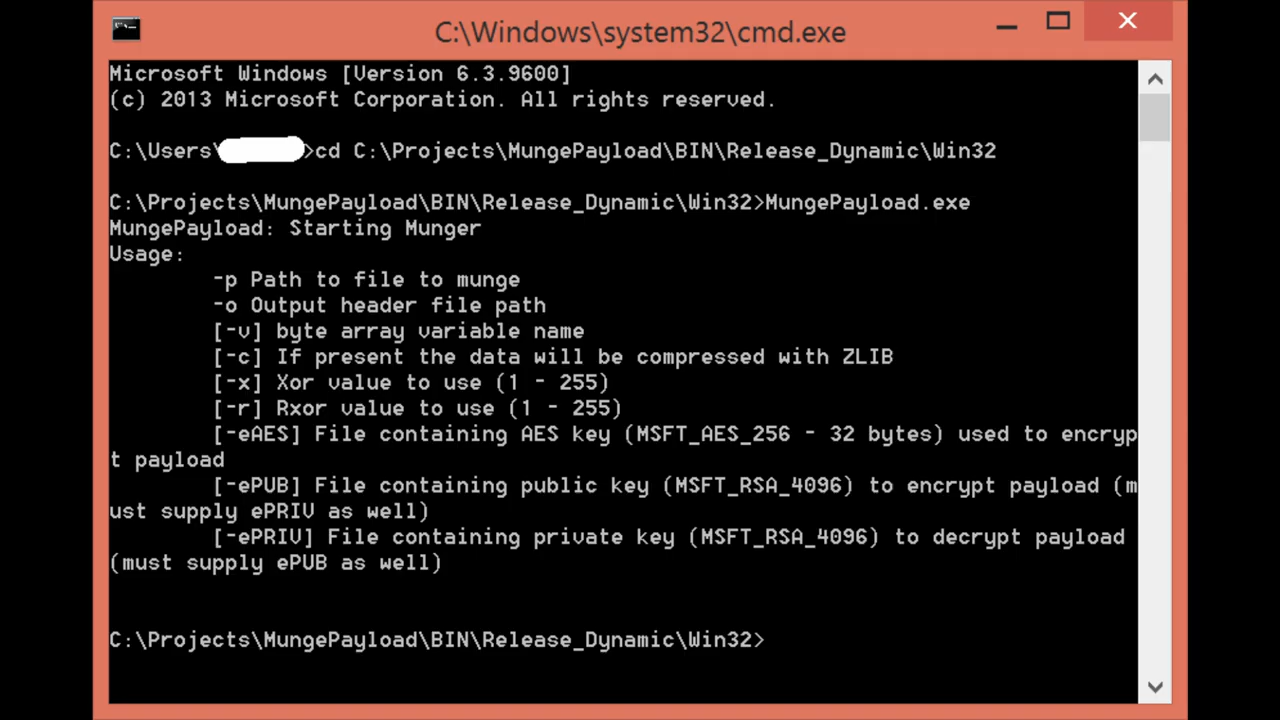 C:\Windows\system32\cmd.exe
Microsoft Windows [Version 6.3.9600]
(c) 2013 Microsoft Corporation. All rights reserved.
C:\Users\>cd C:\Projects\MungePayload\BIN\Release_Dynamic\Win32
C:\Projects\MungePayload\BIN\Release_Dynamic\Win32>MungePayload.exe
MungePayload: Starting Munger
Usage:
-p Path to file to munge
-o Output header file path
[-v] byte array variable name
[-c] If present the data will be compressed with ZLIB
[-x] Xor value to use (1 - 255)
[-r] Rxor value to use (1 - 255)
[-eAES] File containing AES key (MSFT_AES_256 - 32 bytes) used to encryp
t payload
[-ePUB] File containing public key (MSFT_RSA_4096) to encrypt payload (m
ust supply ePRIV as well)
[-ePRIV] File containing private key (MSFT_RSA_4096) to decrypt payload
(must supply ePUB as well)
C:\Projects\MungePayload\BIN\Release_Dynamic\Win32>